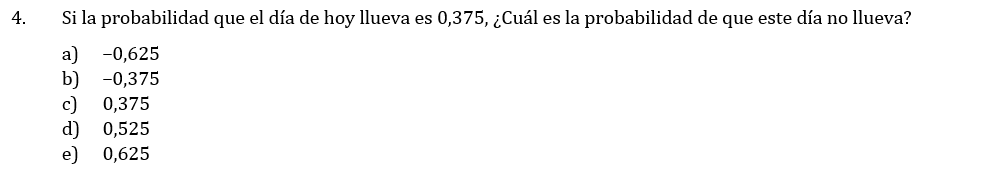 4. Si la probabilidad que el día de hoy llueva es 0,375, ¿Cuál es la probabilidad de que este día no llueva?
a) −0,625
b) −0,375
c) 0,375
d) 0,525
e) 0,625